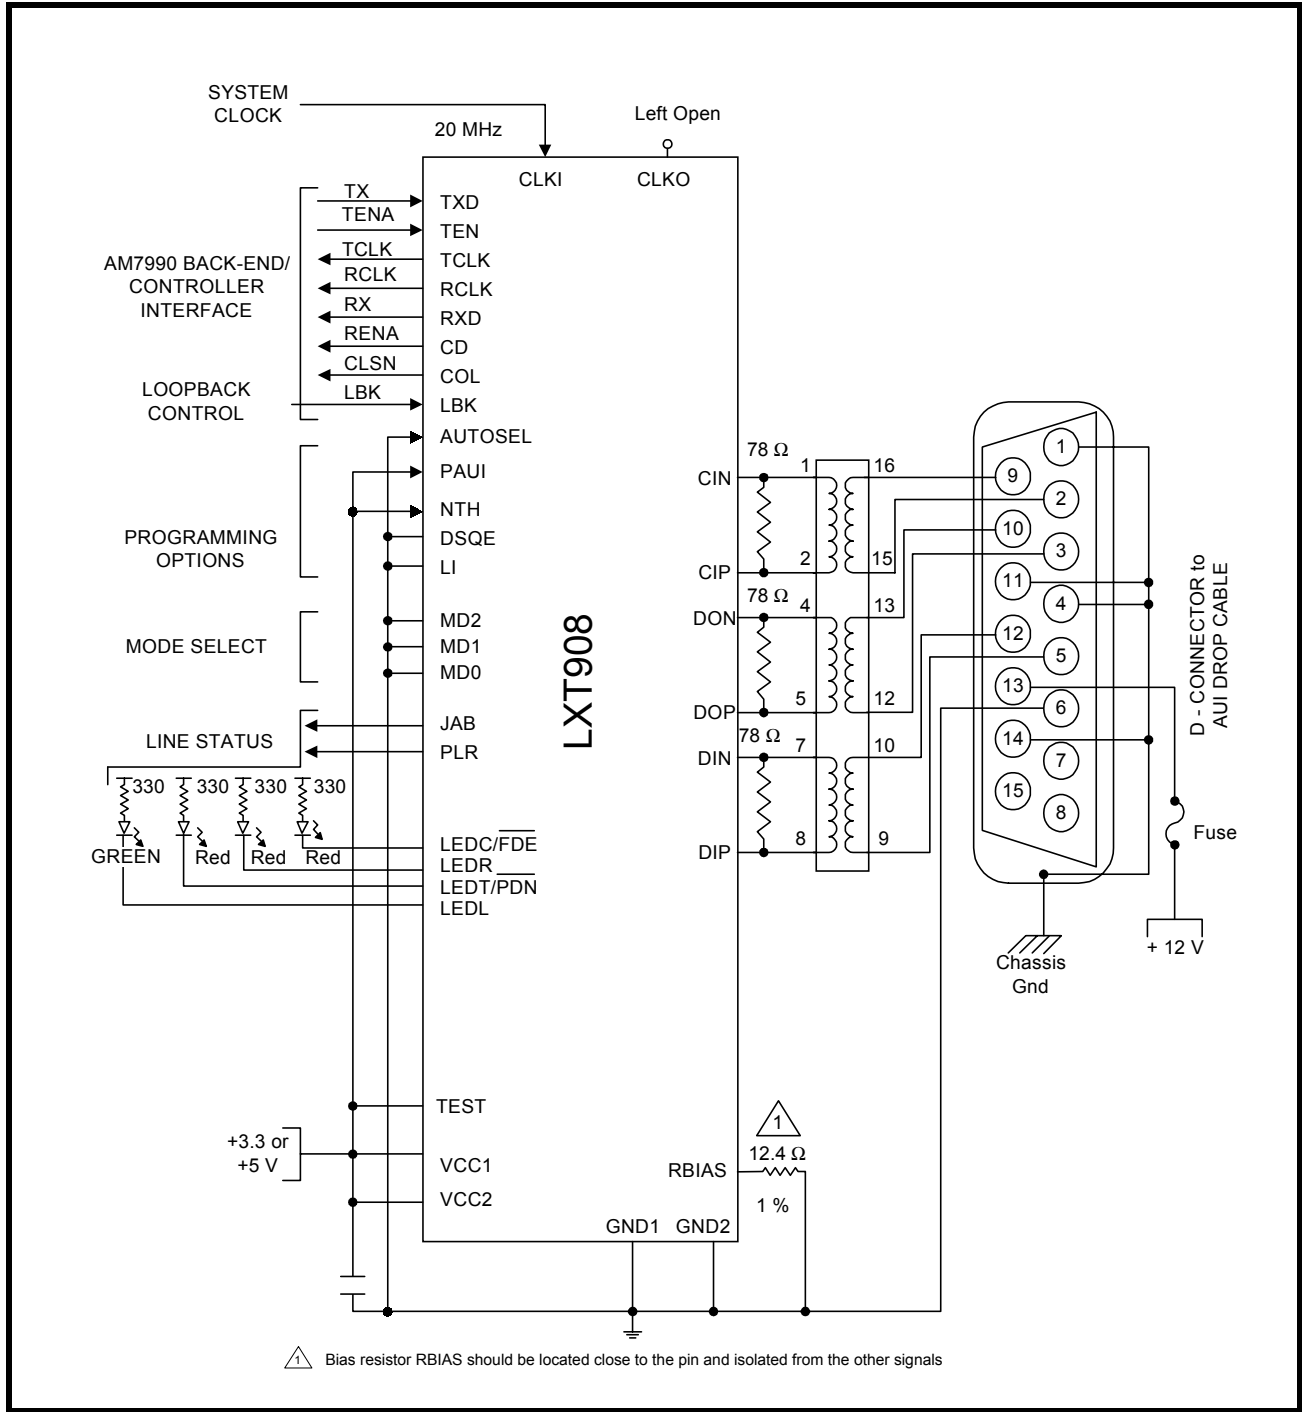 SYSTEM
CLOCK
20 MHz
Left Open
CLKI
CLKO
AM7990 BACK-END/
CONTROLLER
INTERFACE
TX
TENA
TCLK
RCLK
RX
RENA
CLSN
LBK
LOOPBACK
CONTROL
TXD
TEN
TCLK
RCLK
RXD
CD
COL
LBK
AUTOSEL
PAUI
NTH
DSQE
LI
PROGRAMMING
OPTIONS
MODE SELECT
MD2
MD1
MD0
LINE STATUS
JAB
PLR
330
330
330
330
GREEN
Red
Red
Red
LEDC/FDE
LEDR
LEDT/PDN
LEDL
LXT908
CIN
CIP
DON
DOP
DIN
DIP
78 Ω
78 Ω
78 Ω
1
16
2
15
4
13
5
12
7
10
8
9
1
9
2
10
3
11
4
12
5
13
6
14
7
15
8
D - CONNECTOR to
AUI DROP CABLE
Fuse
+ 12 V
Chassis
Gnd
TEST
+3.3 or
+5 V
VCC1
VCC2
RBIAS
1
12.4 Ω
1 %
GND1
GND2
1 Bias resistor RBIAS should be located close to the pin and isolated from the other signals